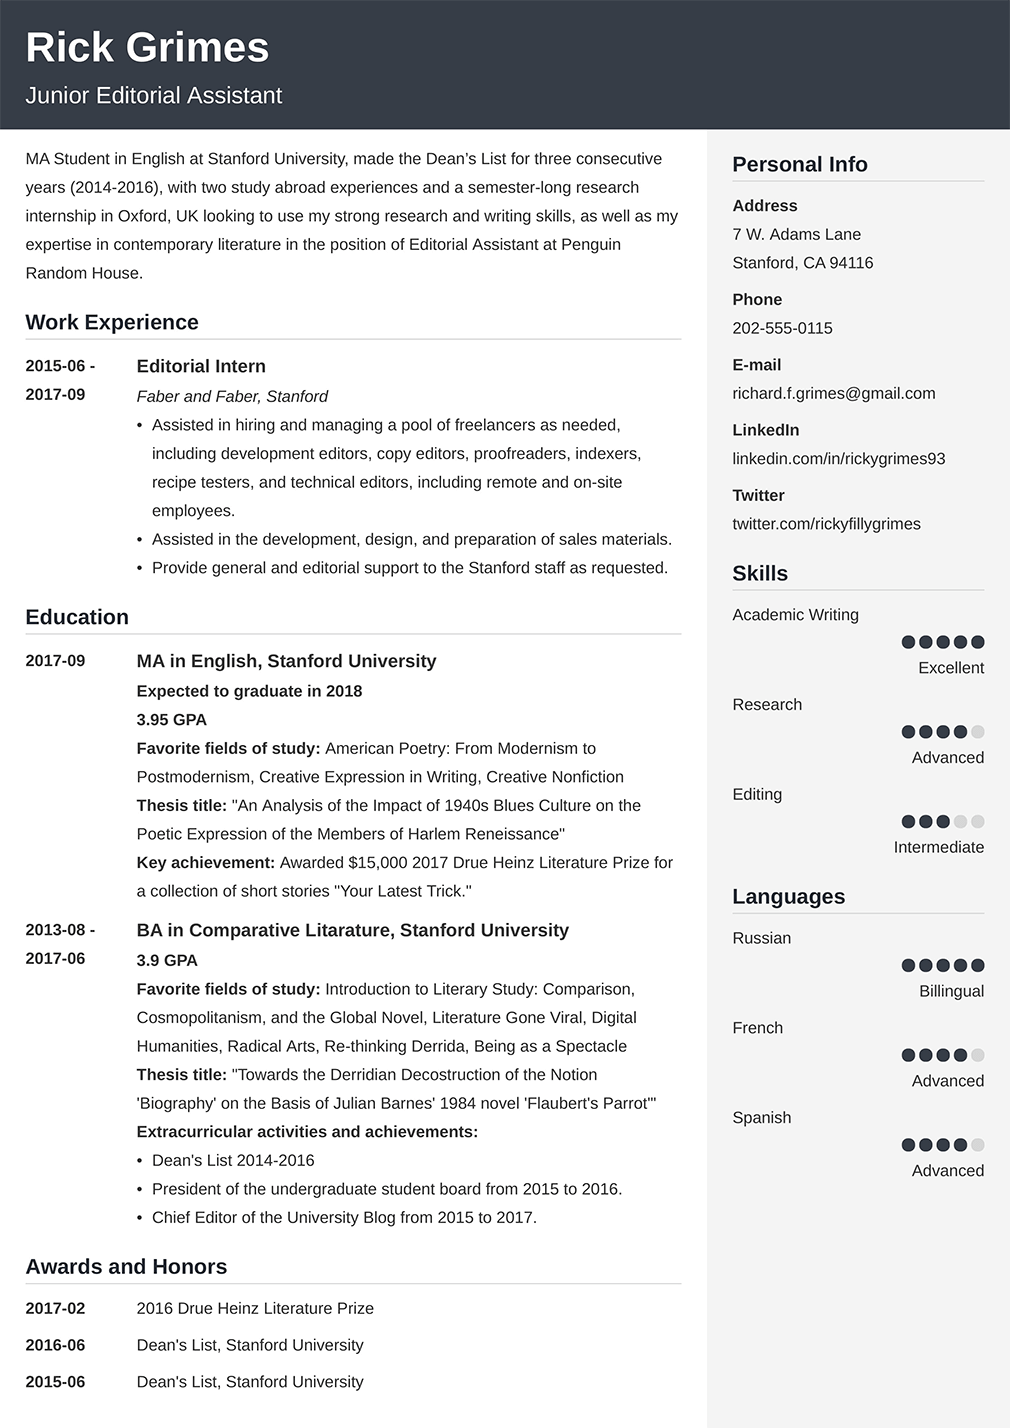 Rick Grimes
Junior Editorial Assistant
MA Student in English at Stanford University, made the Dean’s List for three consecutive
years (2014-2016), with two study abroad experiences and a semester-long research
internship in Oxford, UK looking to use my strong research and writing skills, as well as my
expertise in contemporary literature in the position of Editorial Assistant at Penguin
Random House.
Work Experience
2015-06 -
2017-09
Editorial Intern
Faber and Faber, Stanford
• Assisted in hiring and managing a pool of freelancers as needed,
including development editors, copy editors, proofreaders, indexers,
recipe testers, and technical editors, including remote and on-site
employees.
• Assisted in the development, design, and preparation of sales materials.
• Provide general and editorial support to the Stanford staff as requested.
Education
2017-09
MA in English, Stanford University
Expected to graduate in 2018
3.95 GPA
Favorite fields of study: American Poetry: From Modernism to
Postmodernism, Creative Expression in Writing, Creative Nonfiction
Thesis title: "An Analysis of the Impact of 1940s Blues Culture on the
Poetic Expression of the Members of Harlem Reneissance"
Key achievement: Awarded $15,000 2017 Drue Heinz Literature Prize for
a collection of short stories "Your Latest Trick."
2013-08 -
2017-06
BA in Comparative Litarature, Stanford University
3.9 GPA
Favorite fields of study: Introduction to Literary Study: Comparison,
Cosmopolitanism, and the Global Novel, Literature Gone Viral, Digital
Humanities, Radical Arts, Re-thinking Derrida, Being as a Spectacle
Thesis title: "Towards the Derridian Decostruction of the Notion
'Biography' on the Basis of Julian Barnes' 1984 novel 'Flaubert's Parrot'"
Extracurricular activities and achievements:
• Dean's List 2014-2016
• President of the undergraduate student board from 2015 to 2016.
• Chief Editor of the University Blog from 2015 to 2017.
Awards and Honors
2017-02
2016 Drue Heinz Literature Prize
2016-06
Dean's List, Stanford University
2015-06
Dean's List, Stanford University
Personal Info
Address
7 W. Adams Lane
Stanford, CA 94116
Phone
202-555-0115
E-mail
richard.f.grimes@gmail.com
LinkedIn
linkedin.com/in/rickygrimes93
Twitter
twitter.com/rickyfillygrimes
Skills
Academic Writing
Excellent
Research
Advanced
Editing
Intermediate
Languages
Russian
Billingual
French
Advanced
Spanish
Advanced